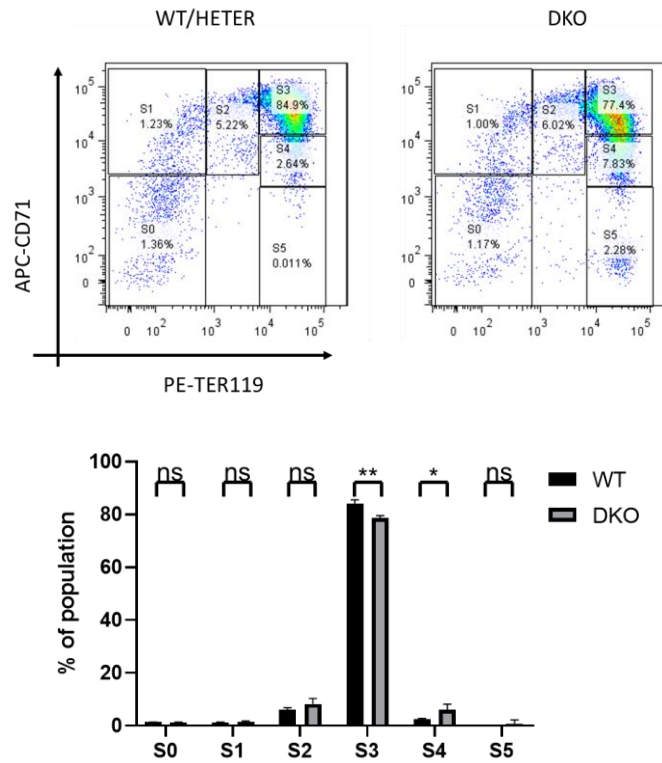 WT/HETER
DKO
APC-CD71
10^5
10^4
10^3
10^2
0
S1
1.23%
S2
5.22%
S3
84.9%
S4
2.64%
S0
1.36%
S5
0.011%
0 10^2 10^3 10^4 10^5
10^5
10^4
10^3
10^2
0
S1
1.00%
S2
6.02%
S3
77.4%
S4
7.83%
S0
1.17%
S5
2.28%
0 10^2 10^3 10^4 10^5
PE-TER119
% of population
100
80
60
40
20
0
ns ns ns ** * ns
WT
DKO
S0 S1 S2 S3 S4 S5